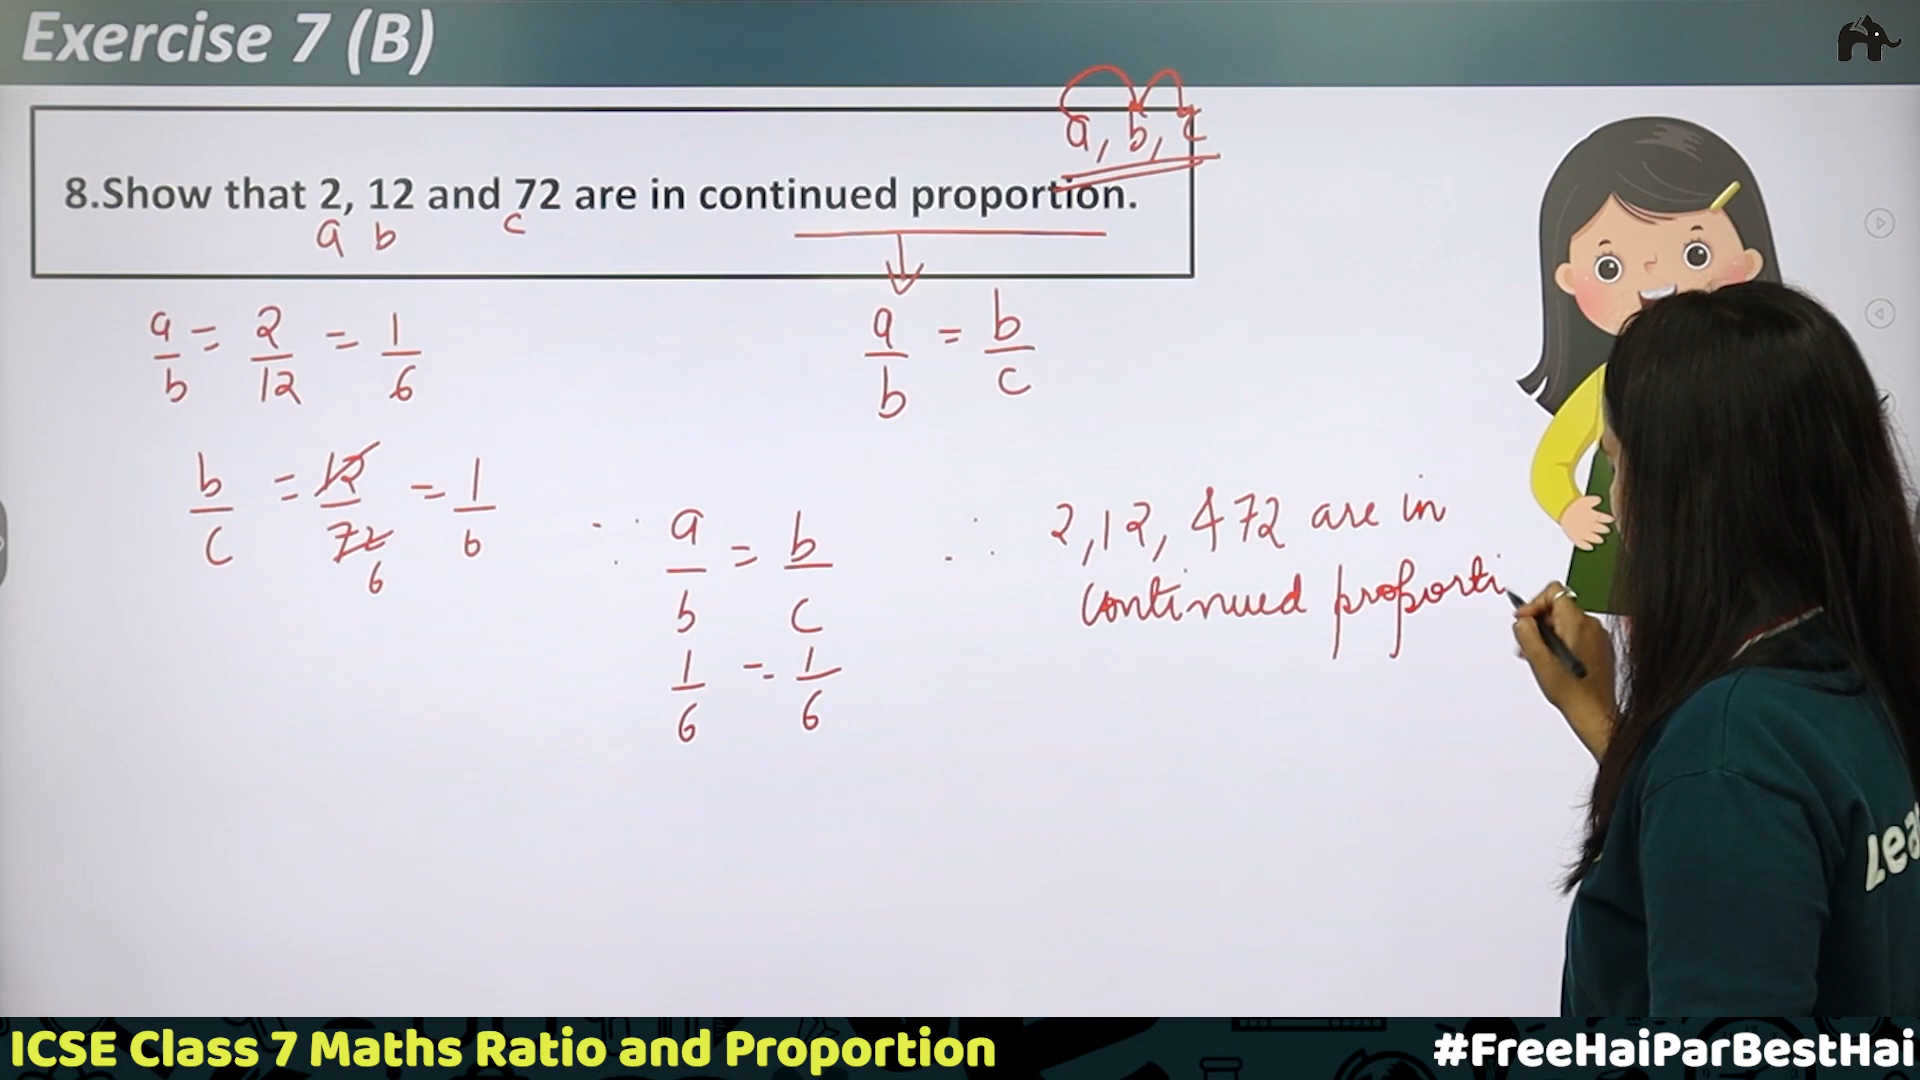 Exercise 7 (B)
a, b, c
8.Show that 2, 12 and 72 are in continued proportion.
a b c
a/b = 2/12 = 1/6
a/b = b/c
b/c = 12/72 = 1/6
6
∵ a/b = b/c
1/6 = 1/6
∴ 2, 12, & 72 are in
continued proporti
Lea
ICSE Class 7 Maths Ratio and Proportion
#FreeHaiParBestHai